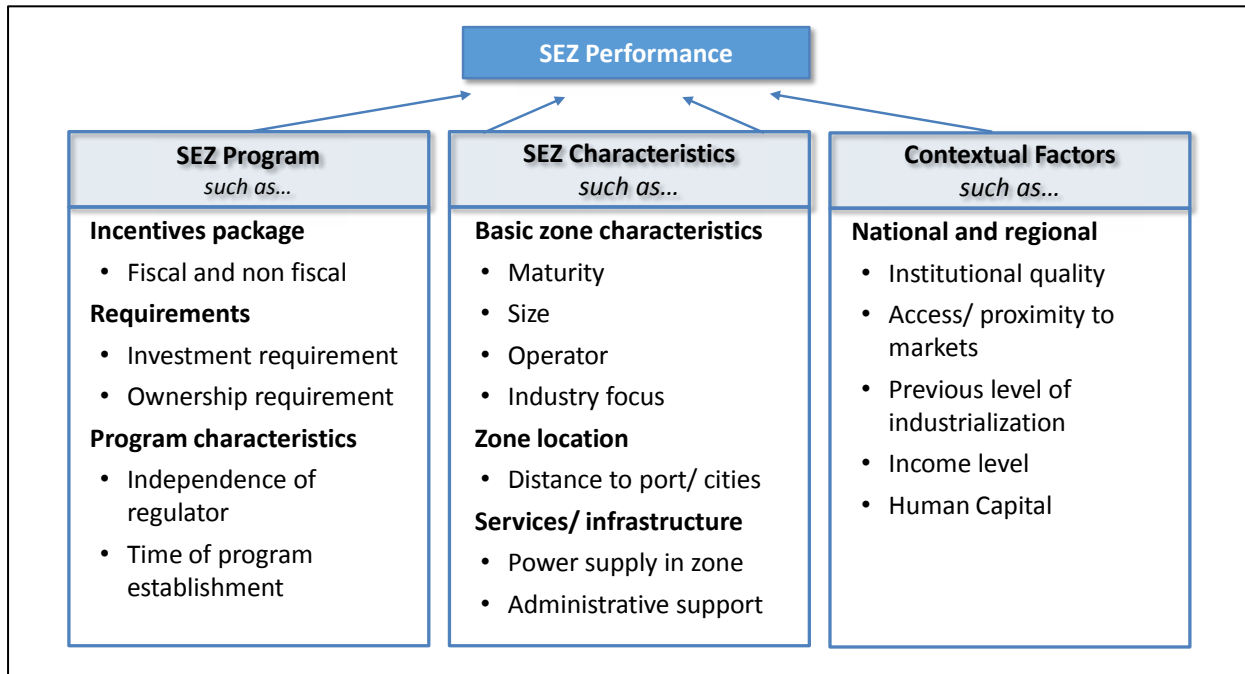 SEZ Performance
SEZ Program
such as...
Incentives package
• Fiscal and non fiscal
Requirements
• Investment requirement
• Ownership requirement
Program characteristics
• Independence of
regulator
• Time of program
establishment
SEZ Characteristics
such as...
Basic zone characteristics
• Maturity
• Size
• Operator
• Industry focus
Zone location
• Distance to port/ cities
Services/ infrastructure
• Power supply in zone
• Administrative support
Contextual Factors
such as...
National and regional
• Institutional quality
• Access/ proximity to
markets
• Previous level of
industrialization
• Income level
• Human Capital